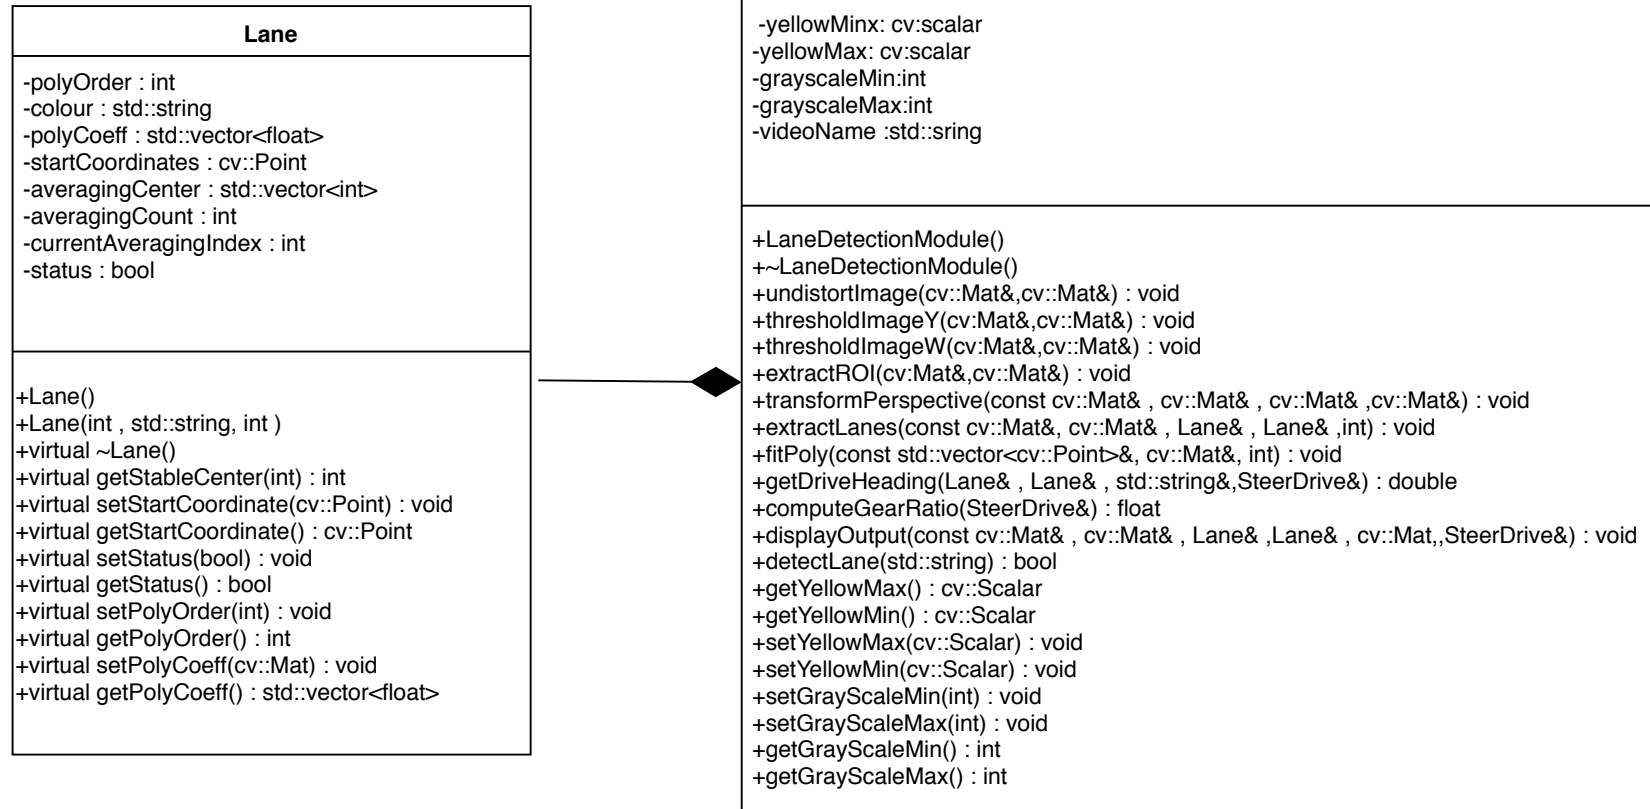 Lane
-polyOrder : int
-colour : std::string
-polyCoeff : std::vector<float>
-startCoordinates : cv::Point
-averagingCenter : std::vector<int>
-averagingCount : int
-currentAveragingIndex : int
-status : bool
+Lane()
+Lane(int , std::string, int )
+virtual ~Lane()
+virtual getStableCenter(int) : int
+virtual setStartCoordinate(cv::Point) : void
+virtual getStartCoordinate() : cv::Point
+virtual setStatus(bool) : void
+virtual getStatus() : bool
+virtual setPolyOrder(int) : void
+virtual getPolyOrder() : int
+virtual setPolyCoeff(cv::Mat) : void
+virtual getPolyCoeff() : std::vector<float>
-yellowMinx: cv:scalar
-yellowMax: cv:scalar
-grayscaleMin:int
-grayscaleMax:int
-videoName :std::sring
+LaneDetectionModule()
+~LaneDetectionModule()
+undistortImage(cv::Mat&,cv::Mat&) : void
+thresholdImageY(cv:Mat&,cv::Mat&) : void
+thresholdImageW(cv:Mat&,cv::Mat&) : void
+extractROI(cv:Mat&,cv::Mat&) : void
+transformPerspective(const cv::Mat& , cv::Mat& , cv::Mat& ,cv::Mat&) : void
+extractLanes(const cv::Mat&, cv::Mat& , Lane& , Lane& ,int) : void
+fitPoly(const std::vector<cv::Point>&, cv::Mat&, int) : void
+getDriveHeading(Lane& , Lane& , std::string&,SteerDrive&) : double
+computeGearRatio(SteerDrive&) : float
+displayOutput(const cv::Mat& , cv::Mat& , Lane& ,Lane& , cv::Mat,,SteerDrive&) : void
+detectLane(std::string) : bool
+getYellowMax() : cv::Scalar
+getYellowMin() : cv::Scalar
+setYellowMax(cv::Scalar) : void
+setYellowMin(cv::Scalar) : void
+setGrayScaleMin(int) : void
+setGrayScaleMax(int) : void
+getGrayScaleMin() : int
+getGrayScaleMax() : int